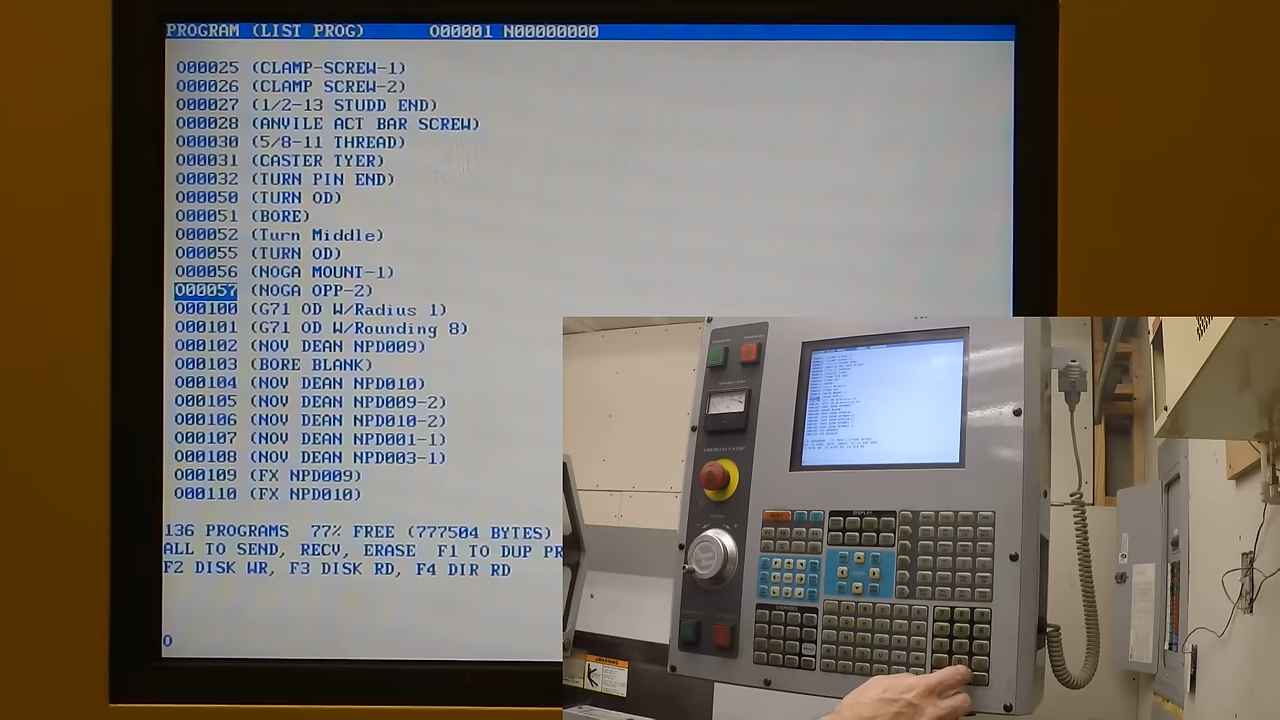 PROGRAM (LIST PROG) O00001 N00000000
O00025 (CLAMP-SCREW-1)
O00026 (CLAMP SCREW-2)
O00027 (1/2-13 STUDD END)
O00028 (ANVILE ACT BAR SCREW)
O00030 (5/8-11 THREAD)
O00031 (CASTER TYER)
O00032 (TURN PIN END)
O00050 (TURN OD)
O00051 (BORE)
O00052 (Turn Middle)
O00055 (TURN OD)
O00056 (NOGA MOUNT-1)
O00057 (NOGA OPP-2)
O00100 (G71 OD W/Radius 1)
O00101 (G71 OD W/Rounding 8)
O00102 (NOV DEAN NPD009)
O00103 (BORE BLANK)
O00104 (NOV DEAN NPD010)
O00105 (NOV DEAN NPD009-2)
O00106 (NOV DEAN NPD010-2)
O00107 (NOV DEAN NPD001-1)
O00108 (NOV DEAN NPD003-1)
O00109 (FX NPD009)
O00110 (FX NPD010)
136 PROGRAMS 77% FREE (777504 BYTES)
ALL TO SEND, RECV, ERASE F1 TO DUP PR
F2 DISK WR, F3 DISK RD, F4 DIR RD
O
EMERGENCY STOP
DISPLAY
OVERRIDES
WARNING